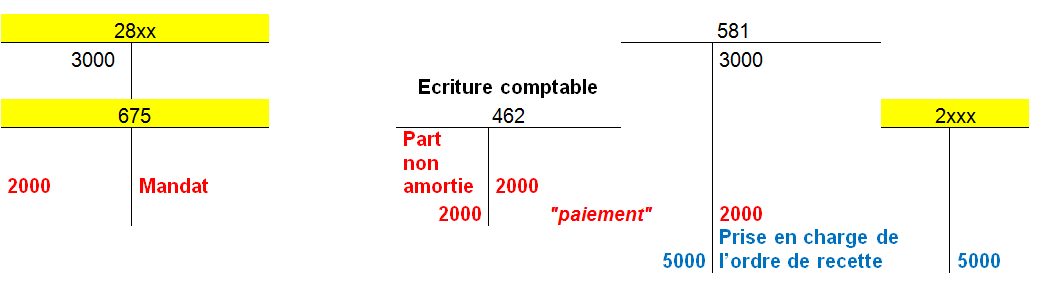 28xx
581
3000
3000
Ecriture comptable
675
462
2xxx
Part
non
amortie
2000
Mandat
2000
2000
"paiement"
2000
Prise en charge de
5000
l'ordre de recette
5000